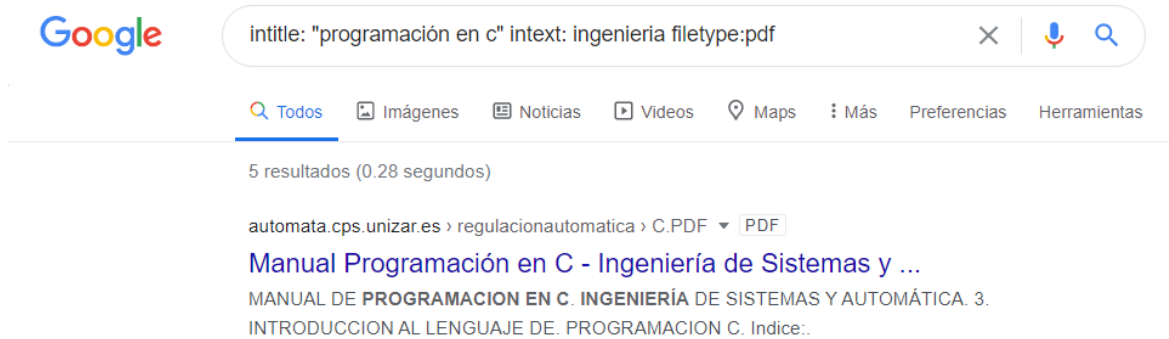 Google
intitle: "programación en c" intext: ingenieria filetype:pdf
Todos Imágenes Noticias Videos Maps Más Preferencias Herramientas
5 resultados (0.28 segundos)
automata.cps.unizar.es › regulacionautomatica › C.PDF PDF
Manual Programación en C - Ingeniería de Sistemas y ...
MANUAL DE PROGRAMACION EN C. INGENIERÍA DE SISTEMAS Y AUTOMÁTICA. 3.
INTRODUCCION AL LENGUAJE DE. PROGRAMACION C. Indice:.